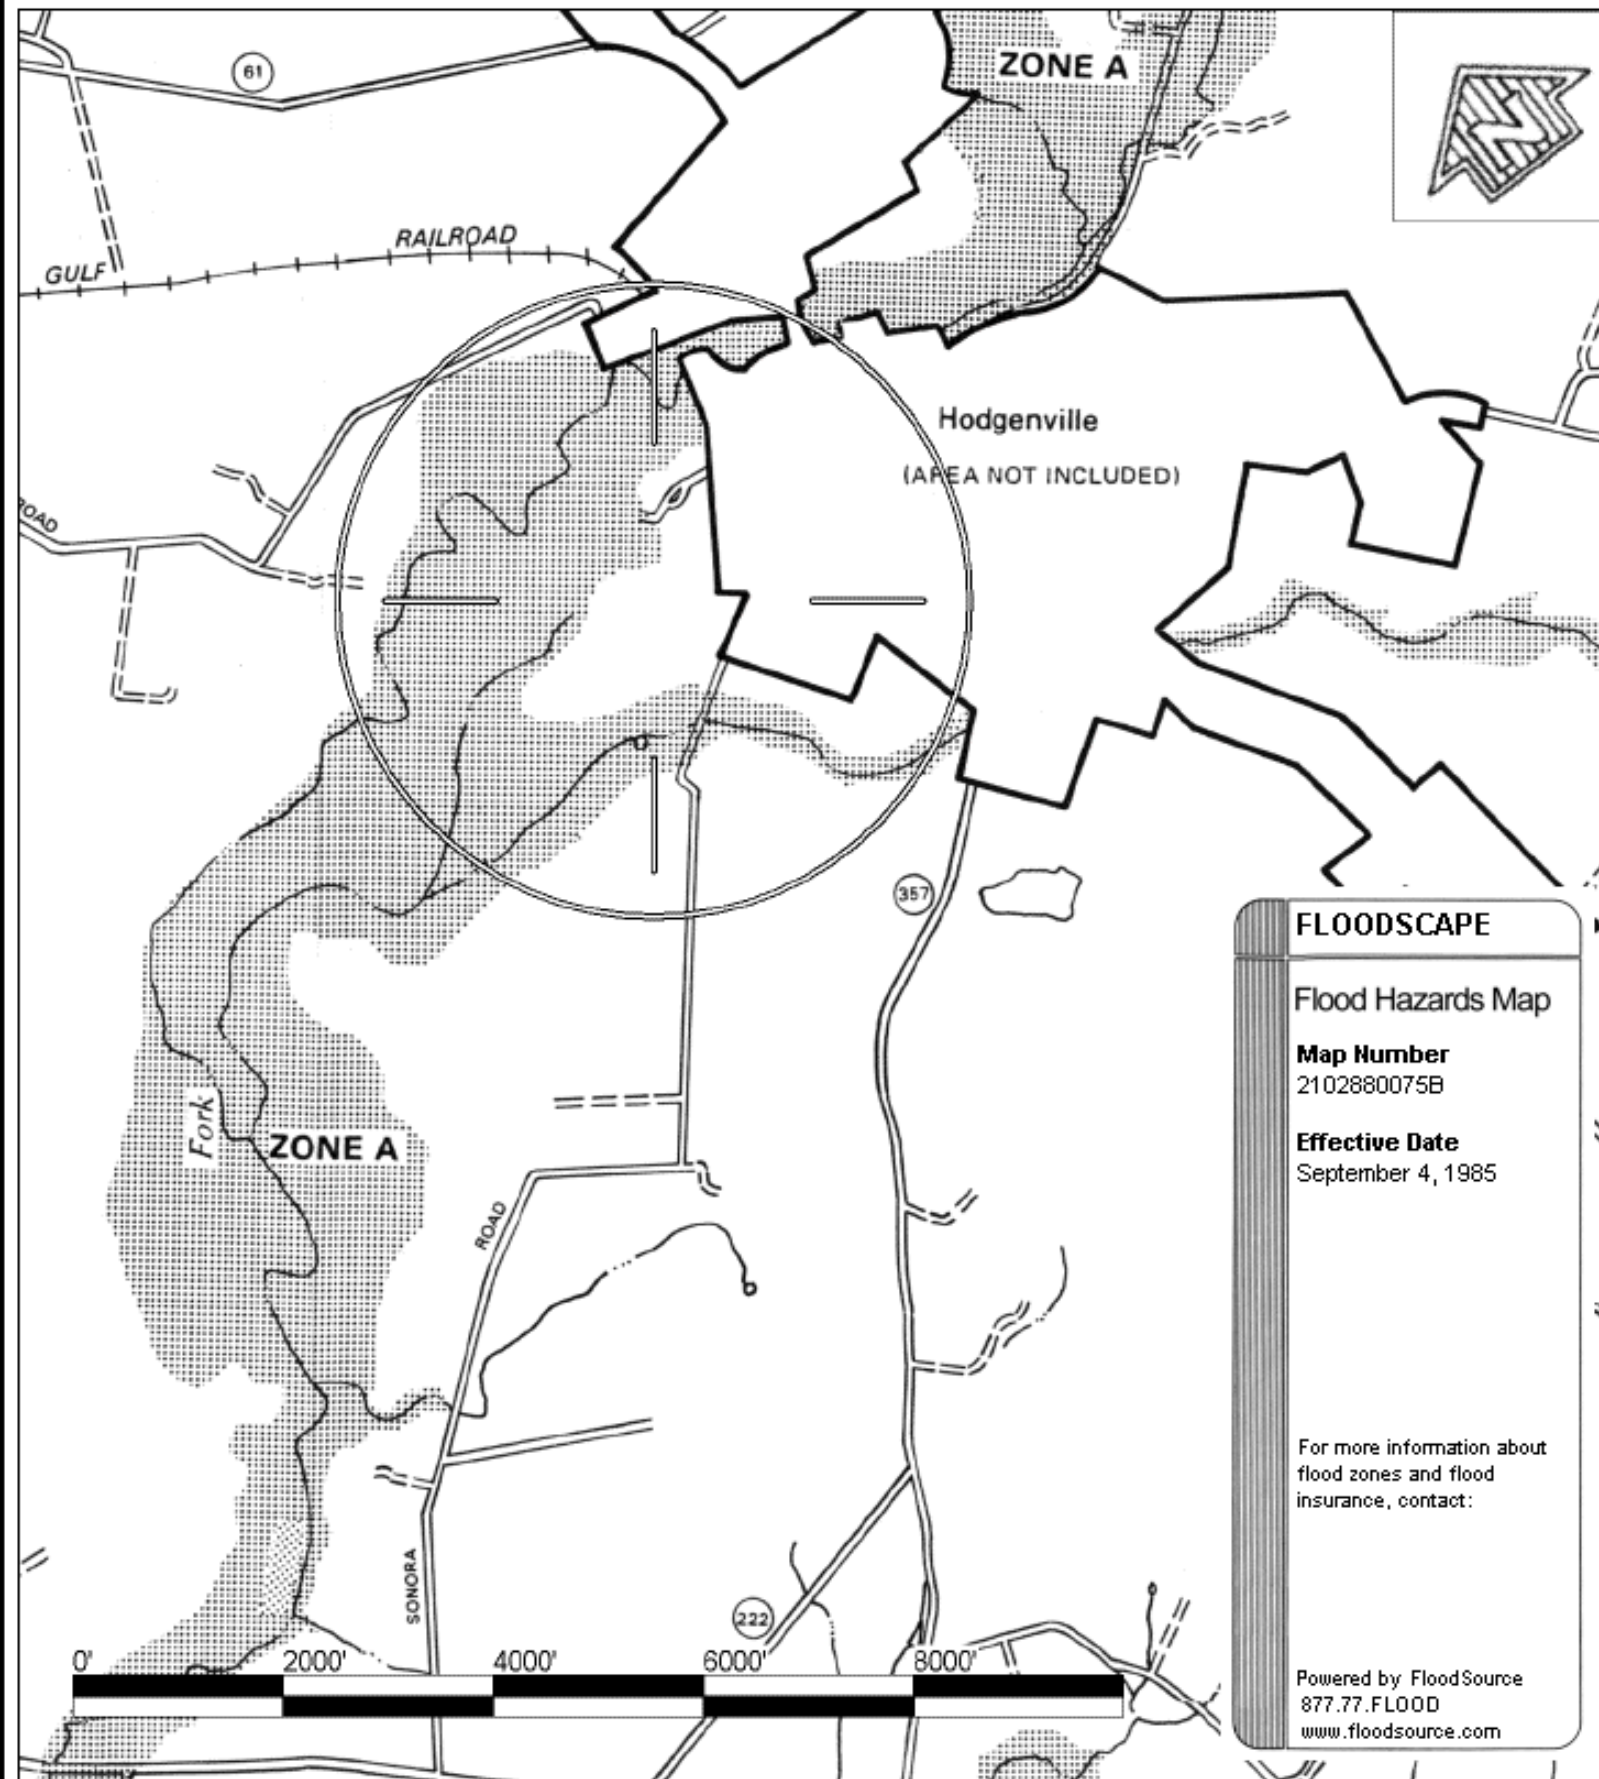 ZONE A
61
N
RAILROAD
GULF
Hodgenville
(AREA NOT INCLUDED)
ROAD
357
FLOODSCAPE
Flood Hazards Map
Map Number
2102880075B
Effective Date
September 4, 1985
Fork
ZONE A
ROAD
For more information about
flood zones and flood
insurance, contact:
SONORA
222
0' 2000' 4000' 6000' 8000'
Powered by FloodSource
877.77.FLOOD
www.floodsource.com